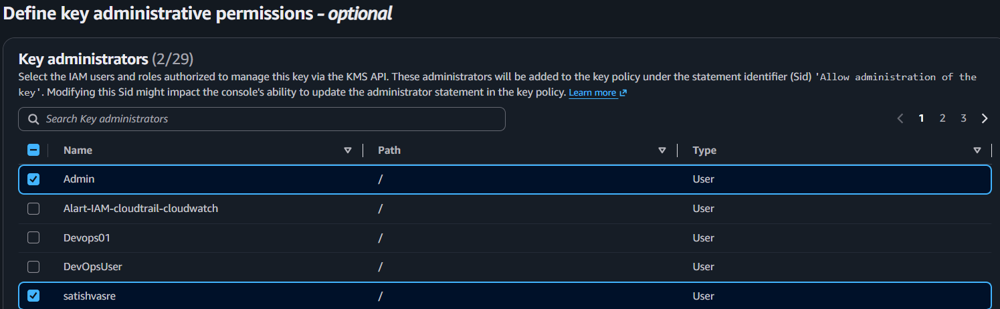 Define key administrative permissions - optional
Key administrators (2/29)
Select the IAM users and roles authorized to manage this key via the KMS API. These administrators will be added to the key policy under the statement identifier (Sid) 'Allow administration of the
key'. Modifying this Sid might impact the console's ability to update the administrator statement in the key policy. Learn more
Search Key administrators
1 2 3
Name Path Type
Admin / User
Alart-IAM-cloudtrail-cloudwatch / User
Devops01 / User
DevOpsUser / User
satishvasre / User